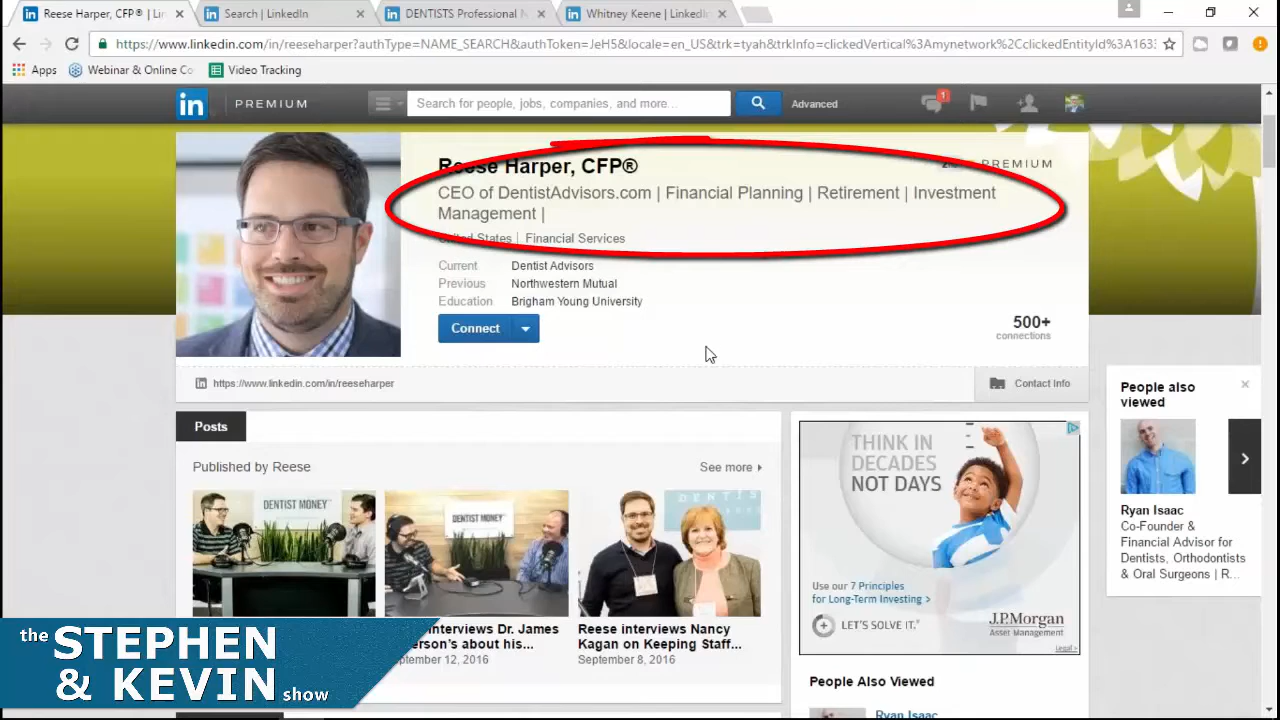 Reese Harper, CFP® | Lin
Search | LinkedIn
DENTISTS Professional N
Whitney Keene | LinkedIn
https://www.linkedin.com/in/reeseharper?authType=NAME_SEARCH&authToken=JeH5&locale=en_US&trk=tyah&trkInfo=clickedVertical%3Amynetwork%2CclickedEntityId%3A1633
Apps
Webinar & Online Co
Video Tracking
in PREMIUM
Search for people, jobs, companies, and more...
Advanced
1
Reese Harper, CFP®
PREMIUM
CEO of DentistAdvisors.com | Financial Planning | Retirement | Investment
Management |
United States | Financial Services
Current Dentist Advisors
Previous Northwestern Mutual
Education Brigham Young University
Connect
500+
connections
https://www.linkedin.com/in/reeseharper
Contact Info
People also
viewed
Ryan Isaac
Co-Founder &
Financial Advisor for
Dentists, Orthodontists
& Oral Surgeons | R...
Posts
Published by Reese
See more
DENTIST MONEY
DENTIST MONEY
DENTIS
interviews Dr. James
erson's about his...
September 12, 2016
Reese interviews Nancy
Kagan on Keeping Staff...
September 8, 2016
THINK IN
DECADES
NOT DAYS
Use our 7 Principles
for Long-Term Investing >
LET'S SOLVE IT.®
J.P.Morgan
Asset Management
Legal >
People Also Viewed
Ryan Isaac
the STEPHEN
& KEVIN show